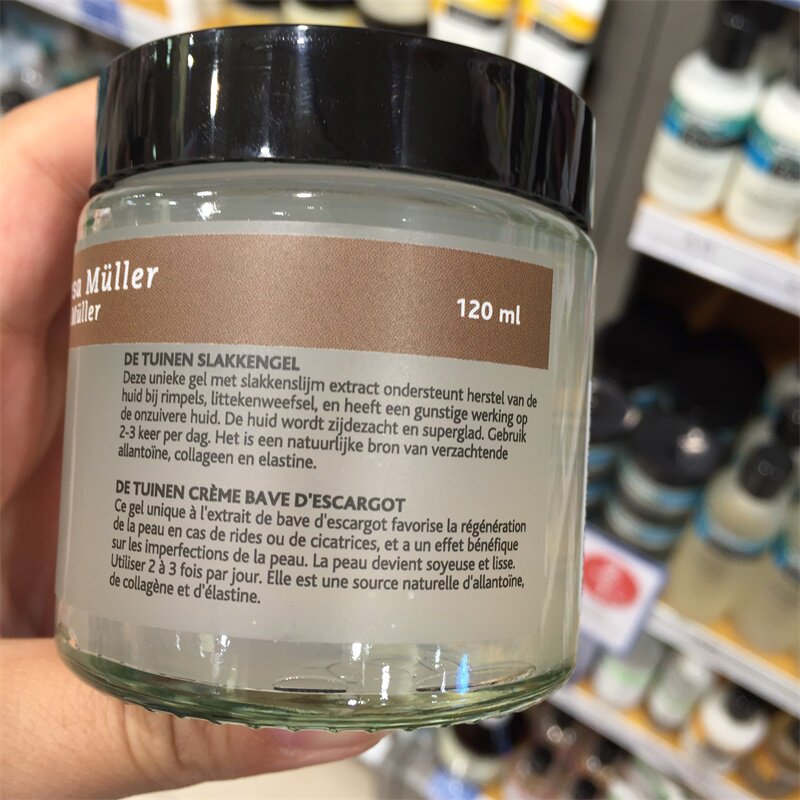 sa Müller
Müller
120 ml
DE TUINEN SLAKKENGEL
Deze unieke gel met slakkenslijm extract ondersteunt herstel van de
huid bij rimpels, littekenweefsel, en heeft een gunstige werking op
de onzuivere huid. De huid wordt zijdezacht en superglad. Gebruik
2-3 keer per dag. Het is een natuurlijke bron van verzachtende
allantoïne, collageen en elastine.
DE TUINEN CRÈME BAVE D'ESCARGOT
Ce gel unique à l'extrait de bave d'escargot favorise la régénération
de la peau en cas de rides ou de cicatrices, et a un effet bénéfique
sur les imperfections de la peau. La peau devient soyeuse et lisse.
Utiliser 2 à 3 fois par jour. Elle est une source naturelle d'allantoïne,
de collagène et d'élastine.